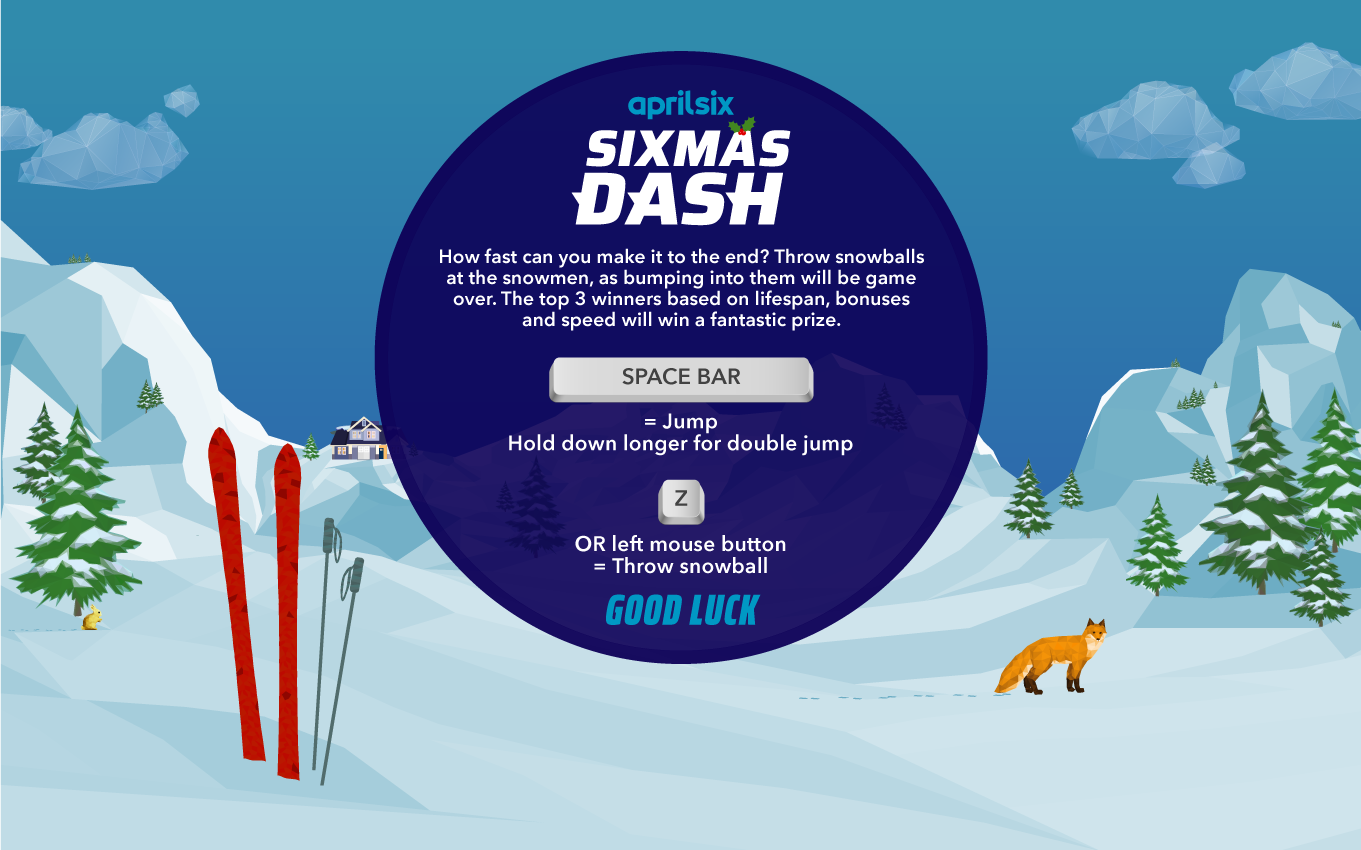 aprilsix
SIXMAS
DASH
How fast can you make it to the end? Throw snowballs
at the snowmen, as bumping into them will be game
over. The top 3 winners based on lifespan, bonuses
and speed will win a fantastic prize.
SPACE BAR
= Jump
Hold down longer for double jump
Z
OR left mouse button
= Throw snowball
GOOD LUCK